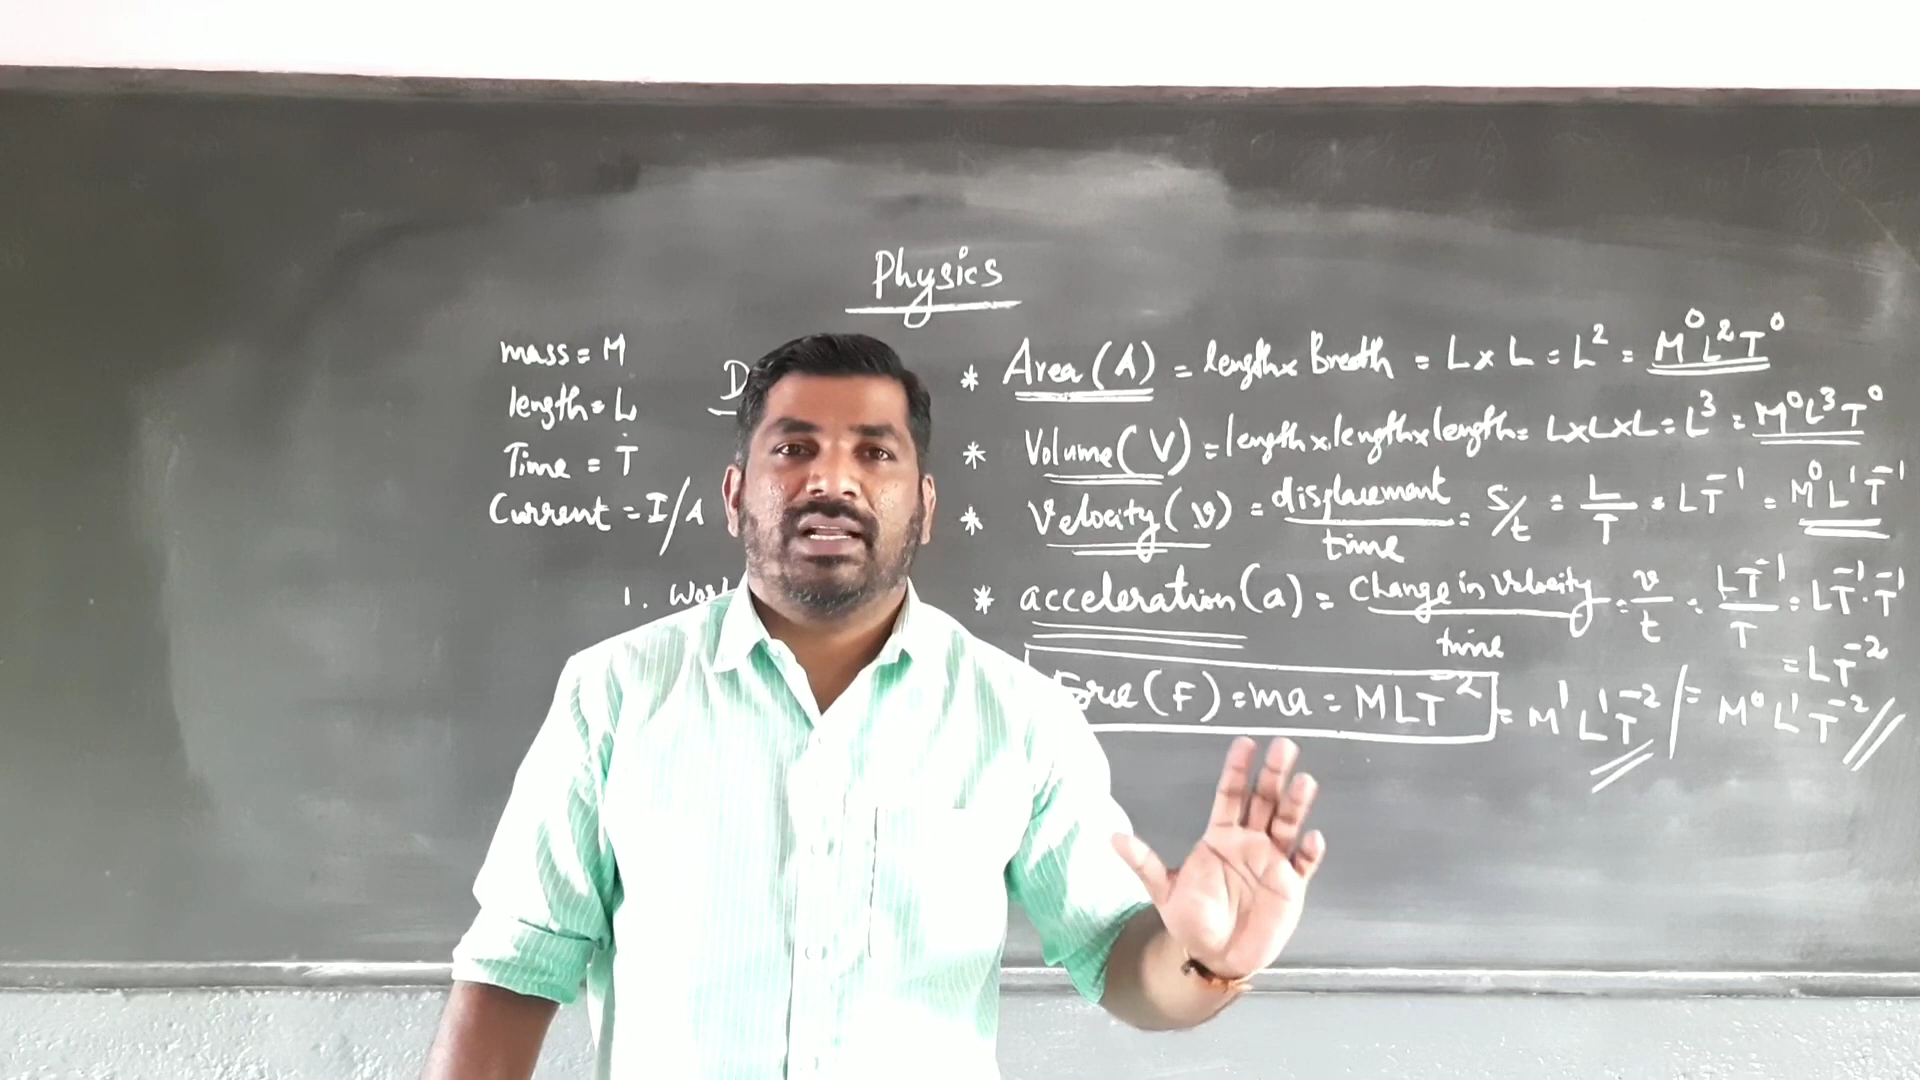 Physics
mass = M
length = L
Time = T
Current = I/A
1.
* Area (A) = length x Breath = L x L = L² = M⁰L²T⁰
* Volume (V) = length x length x length = LxLxL = L³ = M⁰L³T⁰
* Velocity (v) = displacement / time = s/t = L/T = LT⁻¹ = M⁰L¹T⁻¹
* acceleration (a) = Change in velocity / time = v/t = LT⁻¹/T = LT⁻¹·T⁻¹
= LT⁻²
= M⁰L¹T⁻²
(F) = ma = MLT⁻² = M¹L¹T⁻²